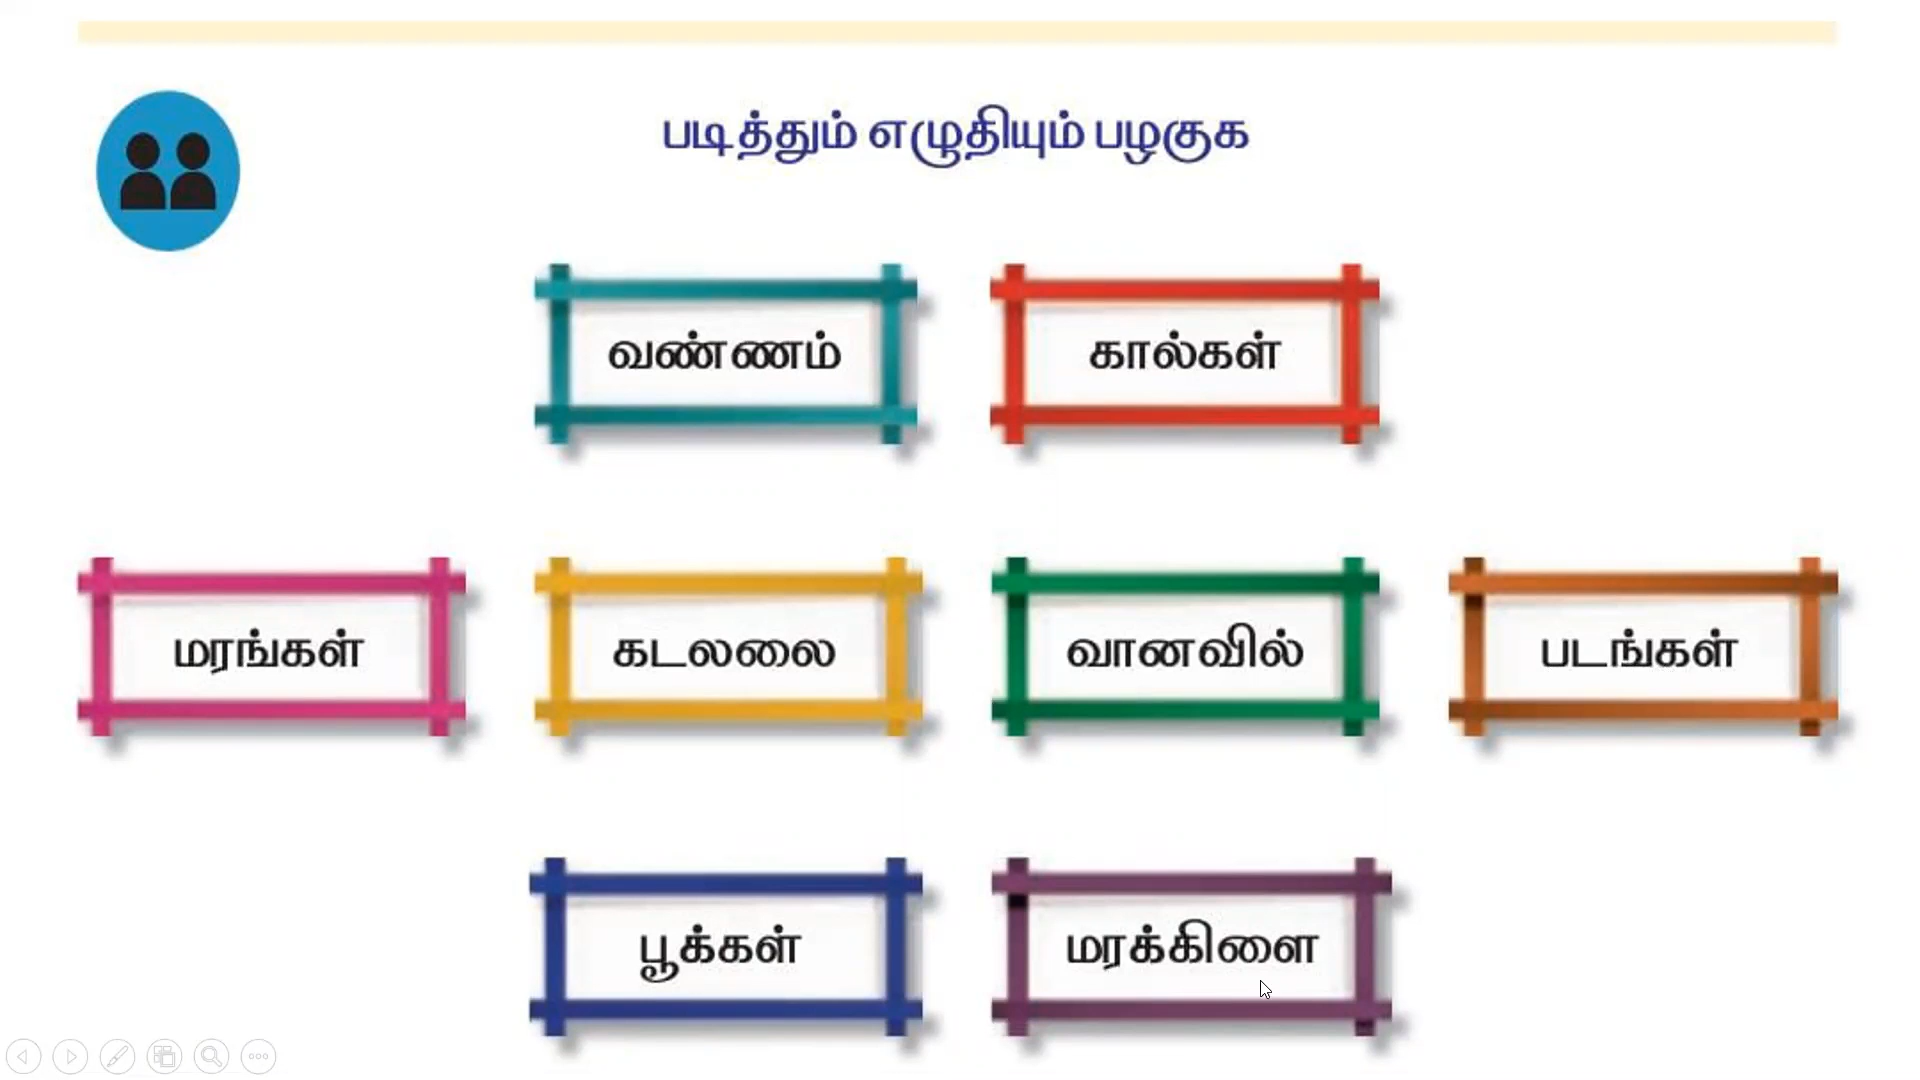 படித்தும் எழுதியும் பழகுக
வண்ணம்
கால்கள்
மரங்கள்
கடலலை
வானவில்
படங்கள்
பூக்கள்
மரக்கிளை